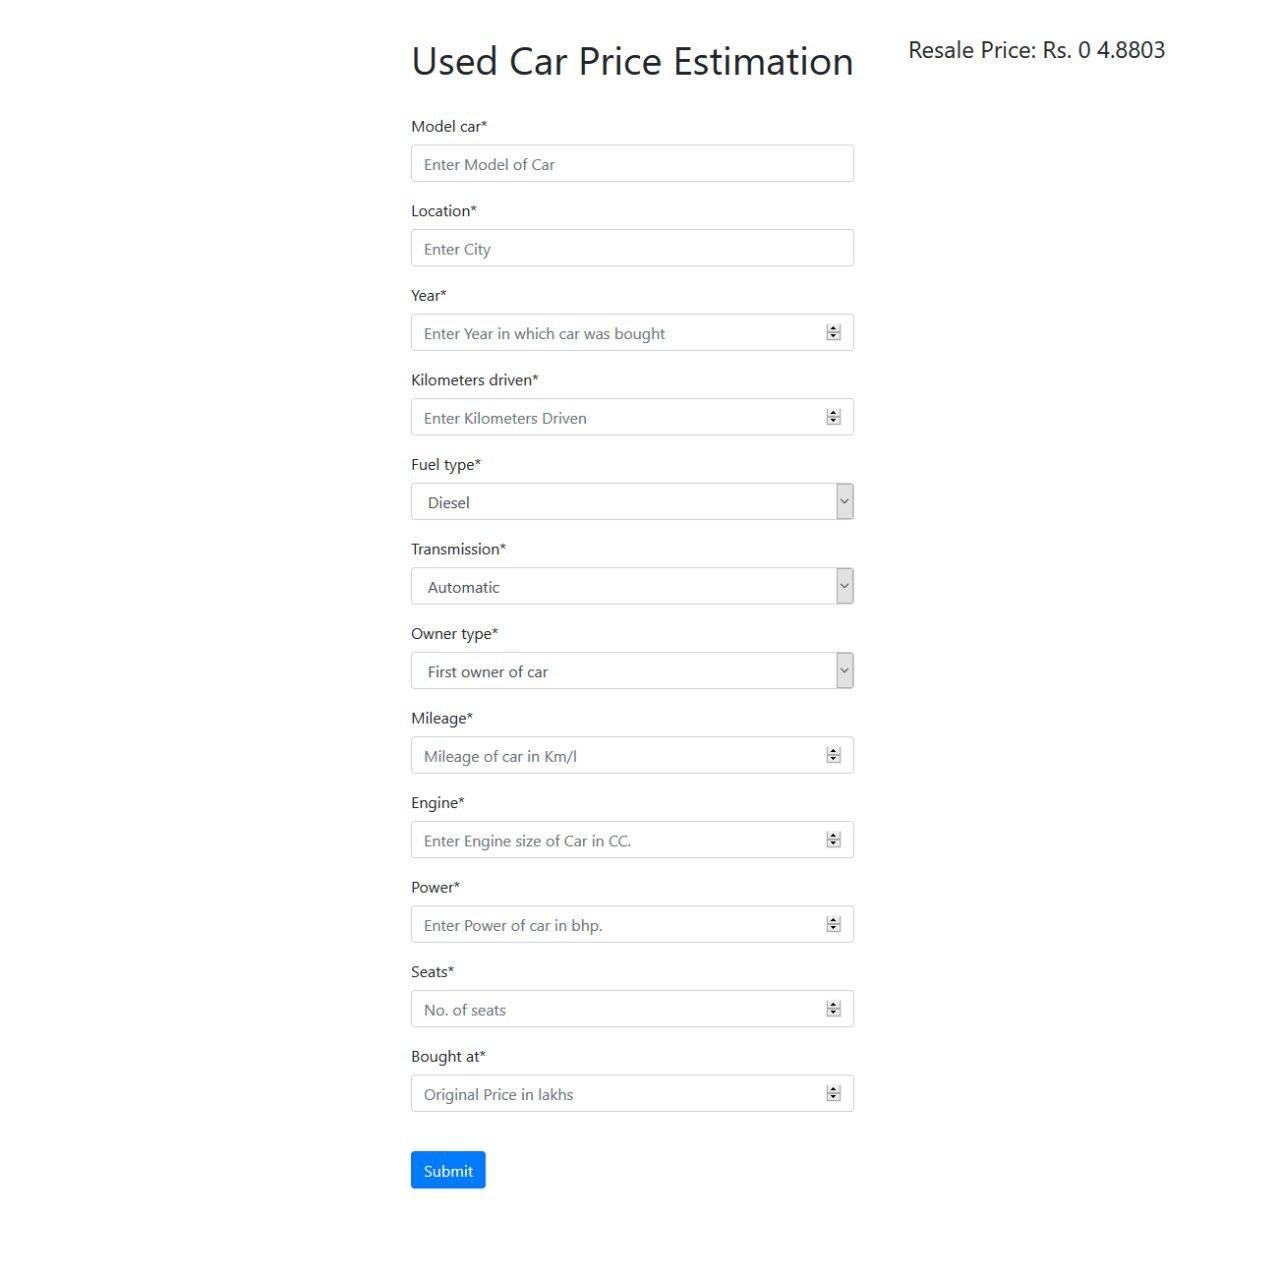 Used Car Price Estimation
Resale Price: Rs. 0 4.8803
Model car*
Enter Model of Car
Location*
Enter City
Year*
Enter Year in which car was bought
Kilometers driven*
Enter Kilometers Driven
Fuel type*
Diesel
Transmission*
Automatic
Owner type*
First owner of car
Mileage*
Mileage of car in Km/l
Engine*
Enter Engine size of Car in CC.
Power*
Enter Power of car in bhp.
Seats*
No. of seats
Bought at*
Original Price in lakhs
Submit